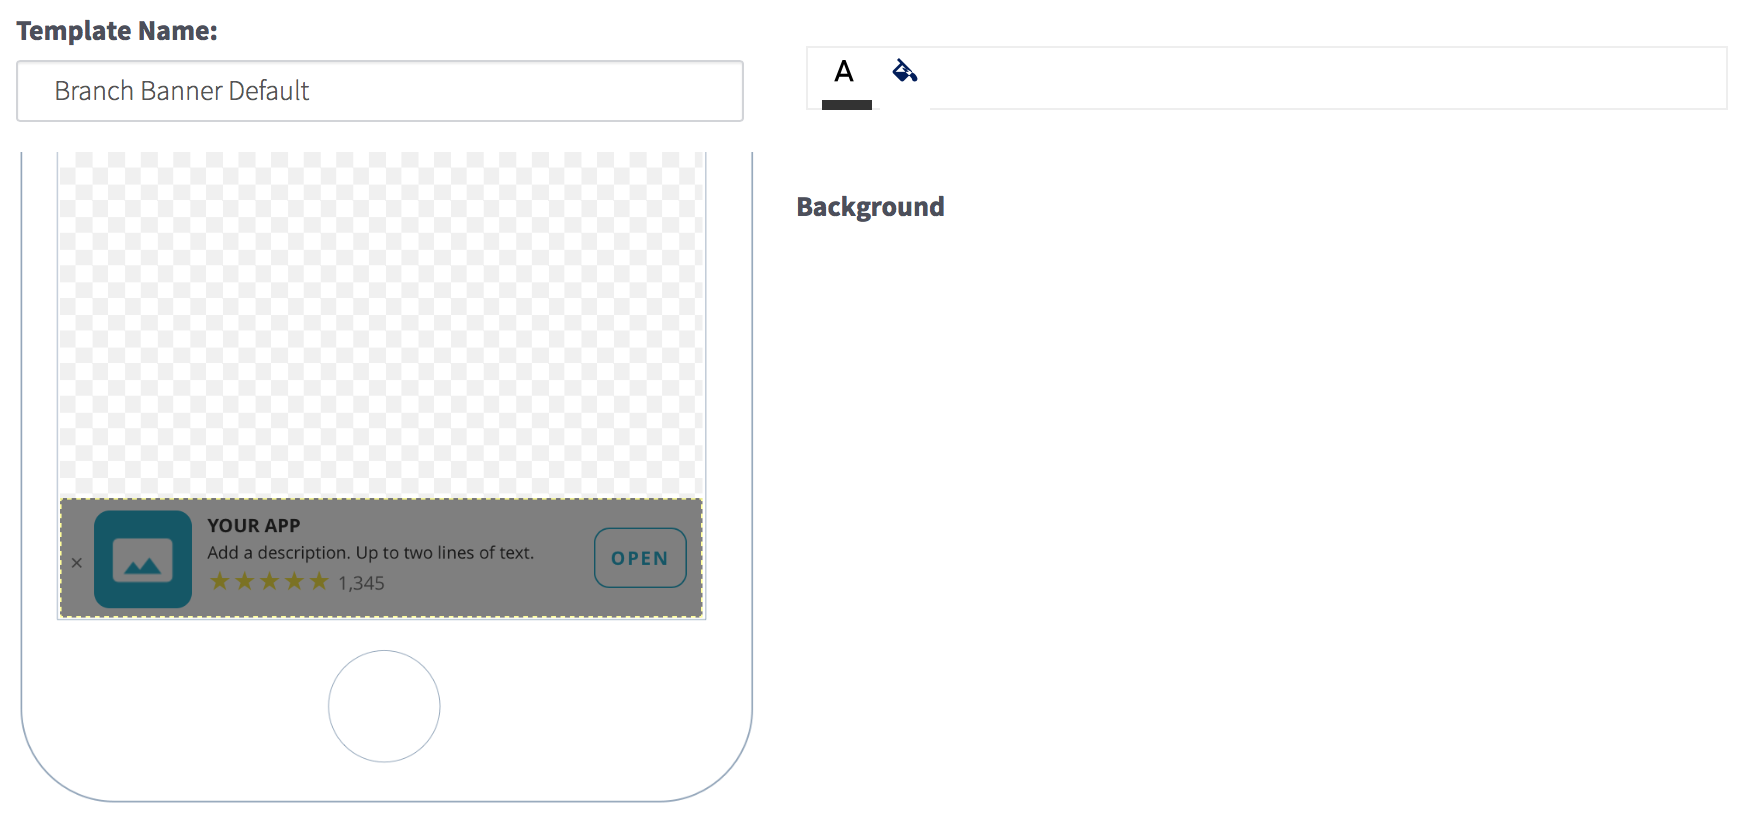 Template Name:
Branch Banner Default
A
Background
×
YOUR APP
Add a description. Up to two lines of text.
★★★★★ 1,345
OPEN